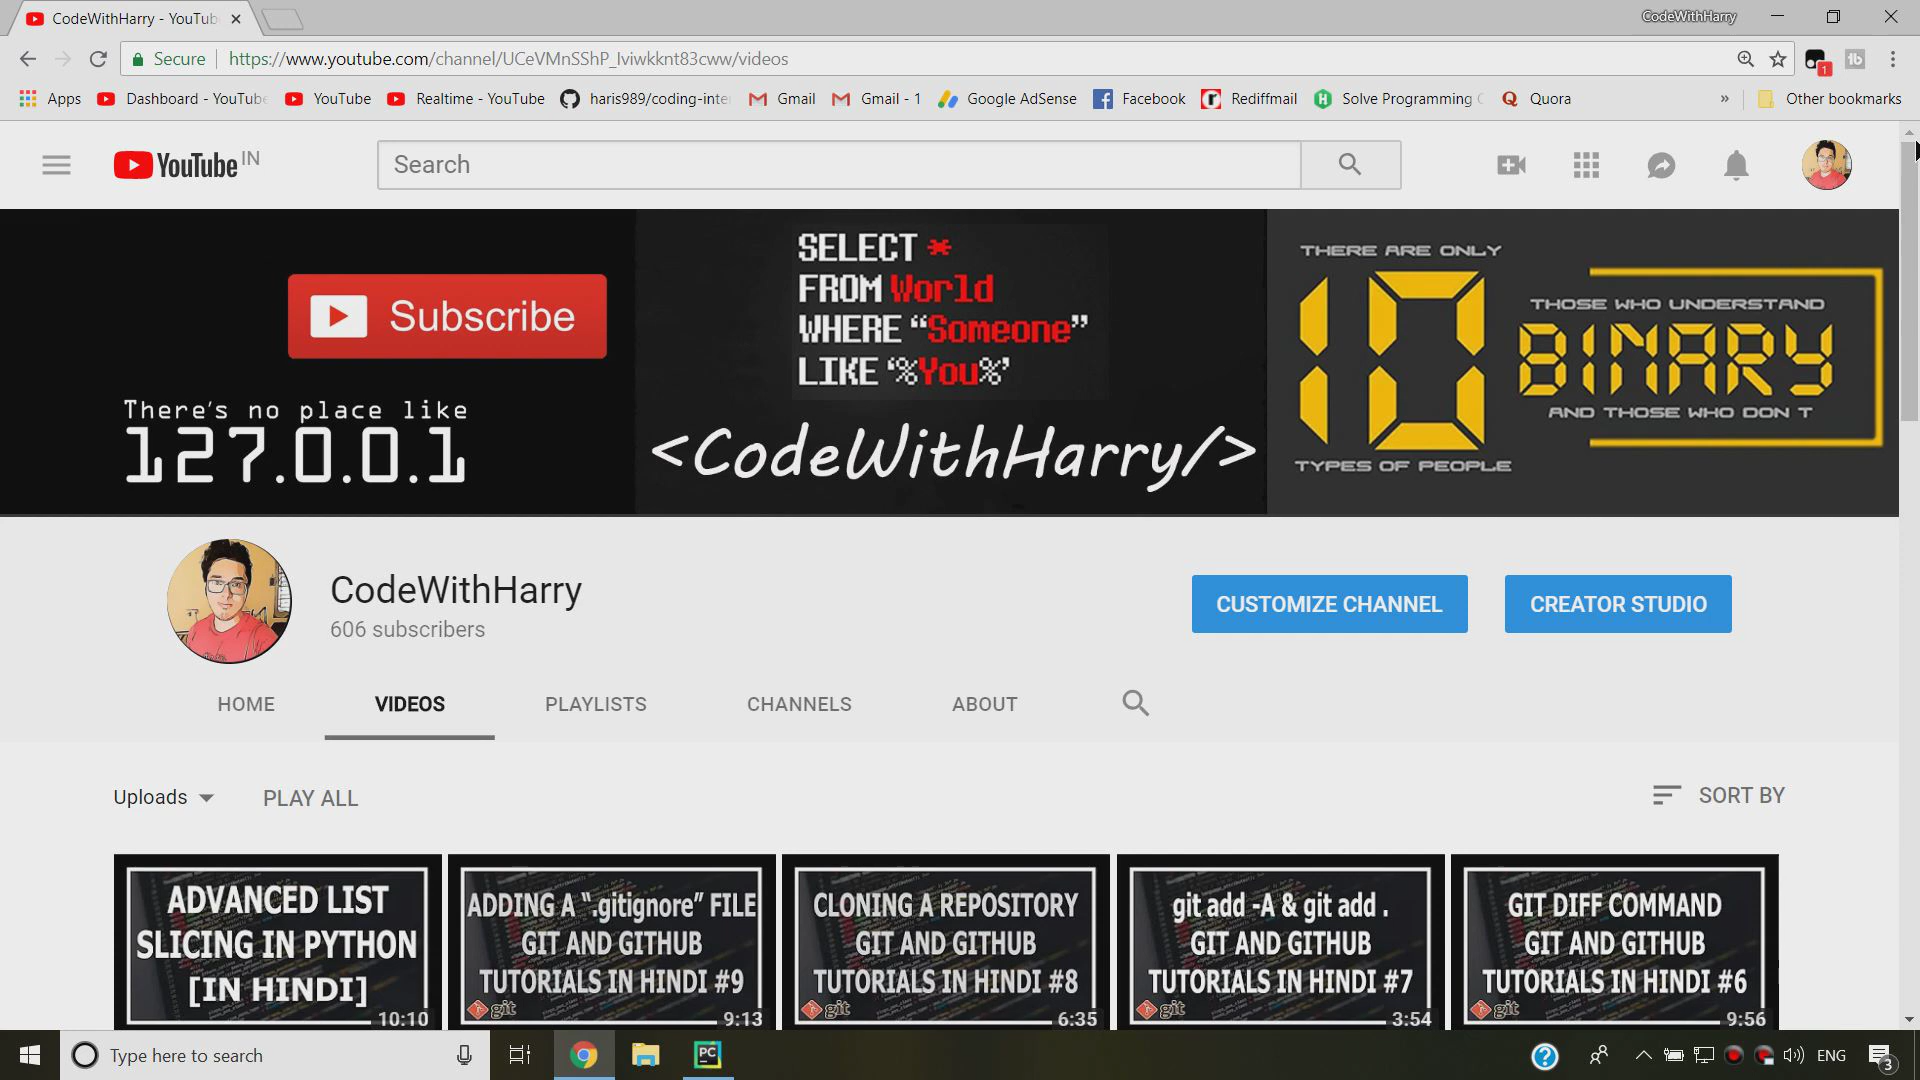 CodeWithHarry - YouTub
CodeWithHarry
Secure
https://www.youtube.com/channel/UCeVMnSShP_Iviwkknt83cww/videos
1
Apps
Dashboard - YouTube
YouTube
Realtime - YouTube
haris989/coding-inte
Gmail
Gmail - 1
Google AdSense
Facebook
Rediffmail
Solve Programming
Quora
»
Other bookmarks
YouTube IN
Search
Subscribe
There's no place like
127.0.0.1
SELECT *
FROM World
WHERE “Someone”
LIKE ‘%You%’
<CodeWithHarry/>
THERE ARE ONLY
10
TYPES OF PEOPLE
THOSE WHO UNDERSTAND
BINARY
AND THOSE WHO DON T
CodeWithHarry
606 subscribers
CUSTOMIZE CHANNEL
CREATOR STUDIO
HOME
VIDEOS
PLAYLISTS
CHANNELS
ABOUT
Uploads
PLAY ALL
SORT BY
ADVANCED LIST
SLICING IN PYTHON
[IN HINDI]
10:10
ADDING A “.gitignore” FILE
GIT AND GITHUB
TUTORIALS IN HINDI #9
git
9:13
CLONING A REPOSITORY
GIT AND GITHUB
TUTORIALS IN HINDI #8
git
6:35
git add -A & git add .
GIT AND GITHUB
TUTORIALS IN HINDI #7
git
3:54
GIT DIFF COMMAND
GIT AND GITHUB
TUTORIALS IN HINDI #6
git
9:56
Type here to search
PC
ENG
3